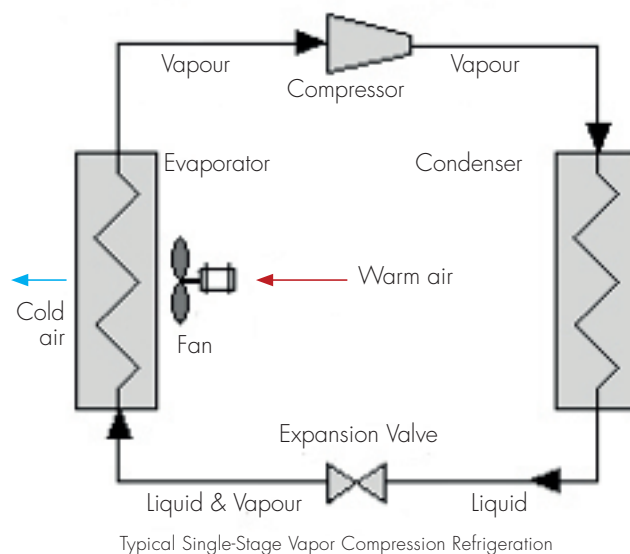 Vapour
Vapour
Compressor
Evaporator
Condenser
Warm air
Cold
air
Fan
Expansion Valve
Liquid & Vapour
Liquid
Typical Single-Stage Vapor Compression Refrigeration